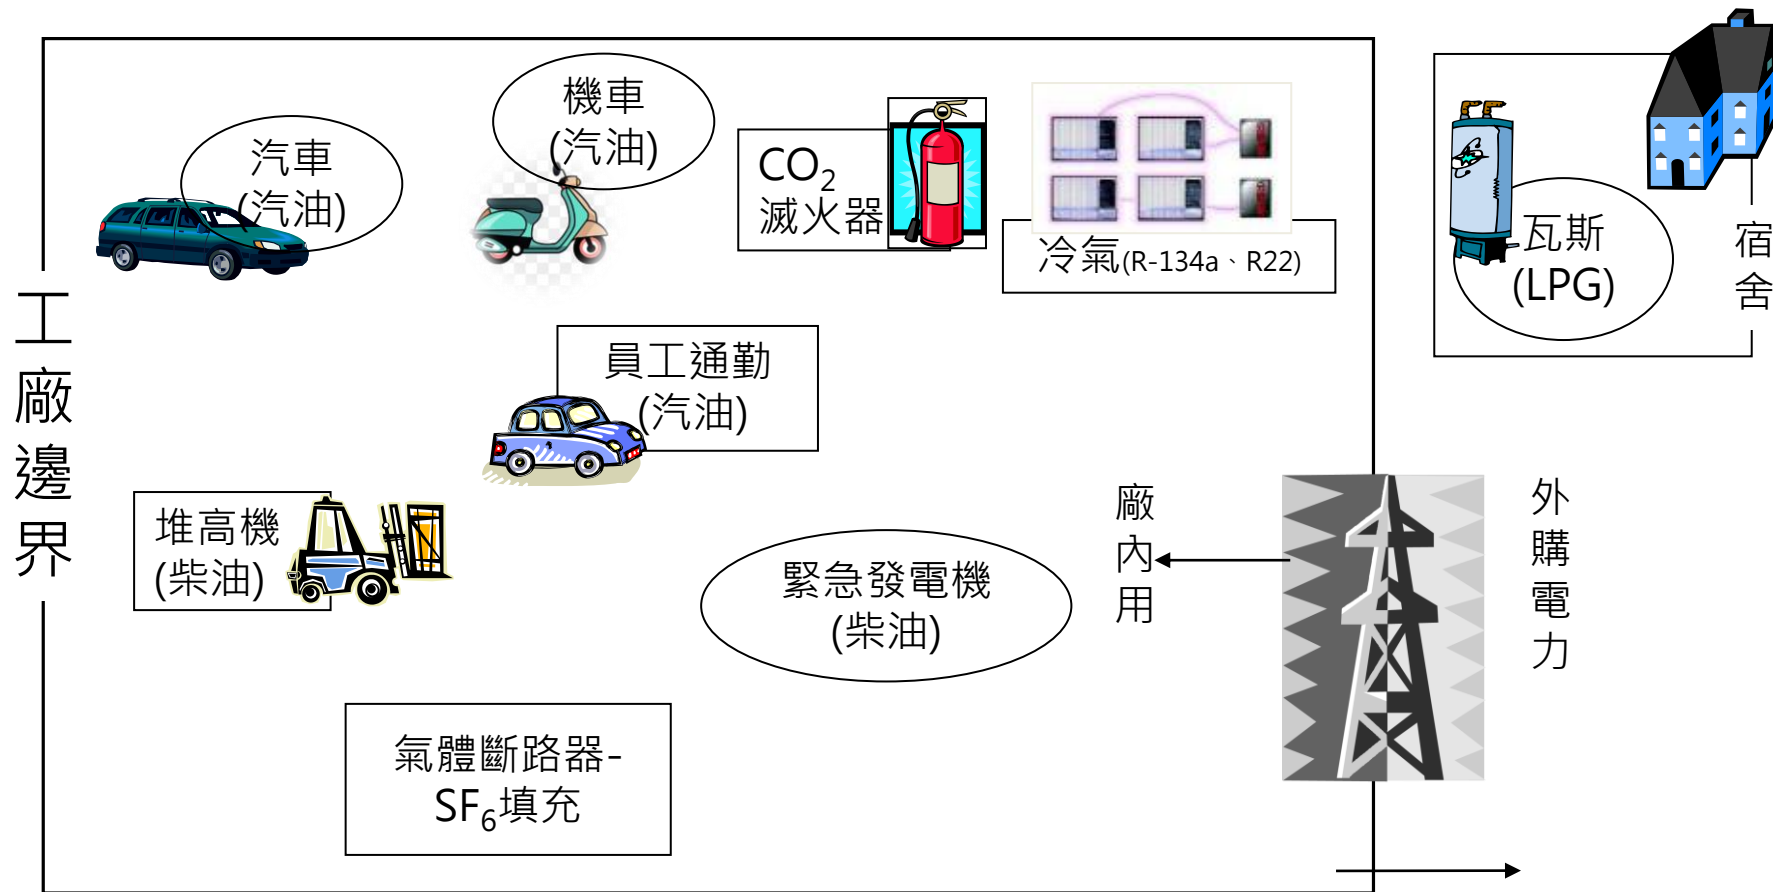 工廠邊界
汽車
(汽油)
機車
(汽油)
CO₂
滅火器
冷氣(R-134a、R22)
瓦斯
(LPG)
宿舍
員工通勤
(汽油)
堆高機
(柴油)
緊急發電機
(柴油)
廠內用
外購電力
氣體斷路器-
SF₆填充